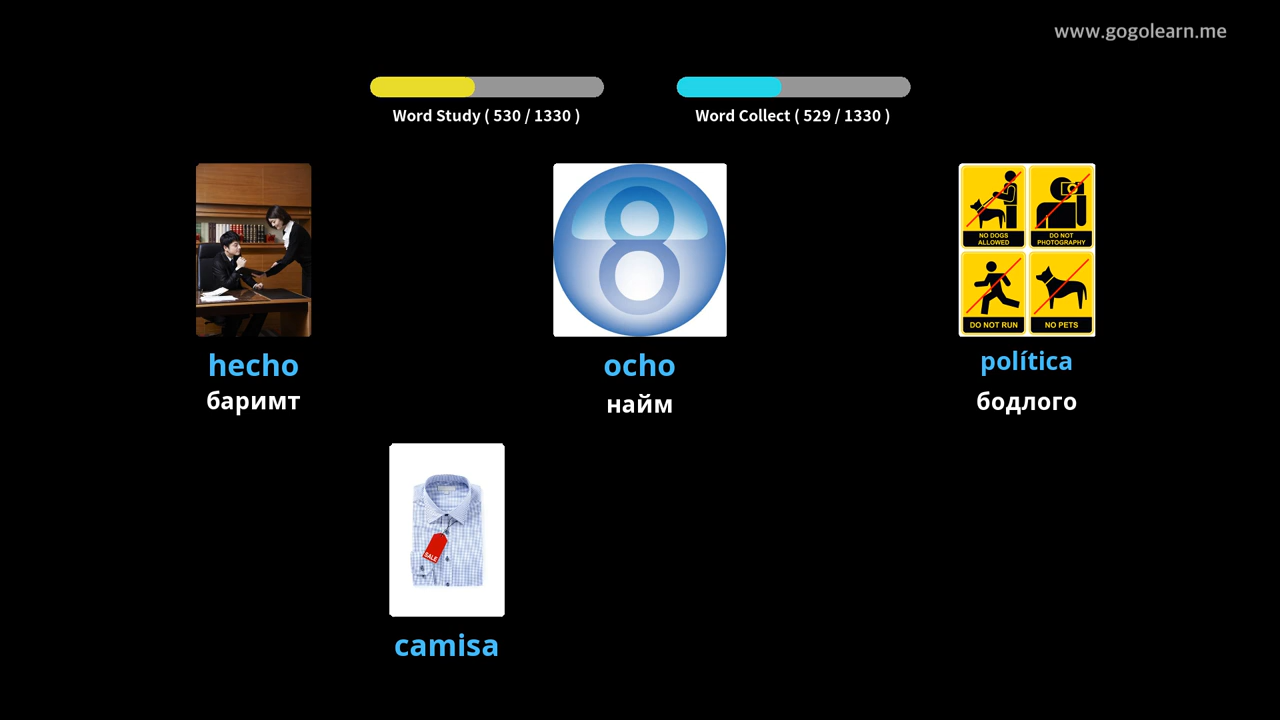 www.gogolearn.me
Word Study ( 530 / 1330 )
Word Collect ( 529 / 1330 )
8
NO DOGS
ALLOWED
DO NOT
PHOTOGRAPHY
DO NOT RUN
NO PETS
hecho
баримт
ocho
найм
política
бодлого
SALE
camisa